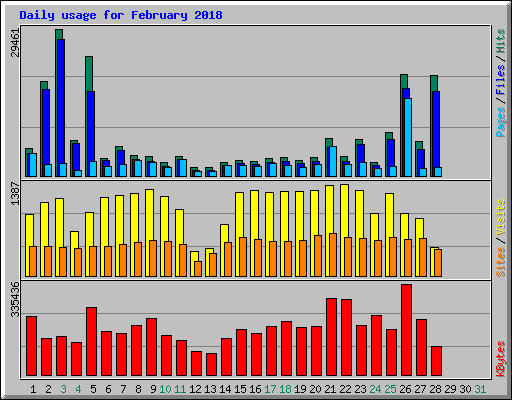 Daily usage for February 2018
29461
Pages / Files / Hits
1387
Sites / Visits
335436
KBytes
1 2 3 4 5 6 7 8 9 10 11 12 13 14 15 16 17 18 19 20 21 22 23 24 25 26 27 28 29 30 31